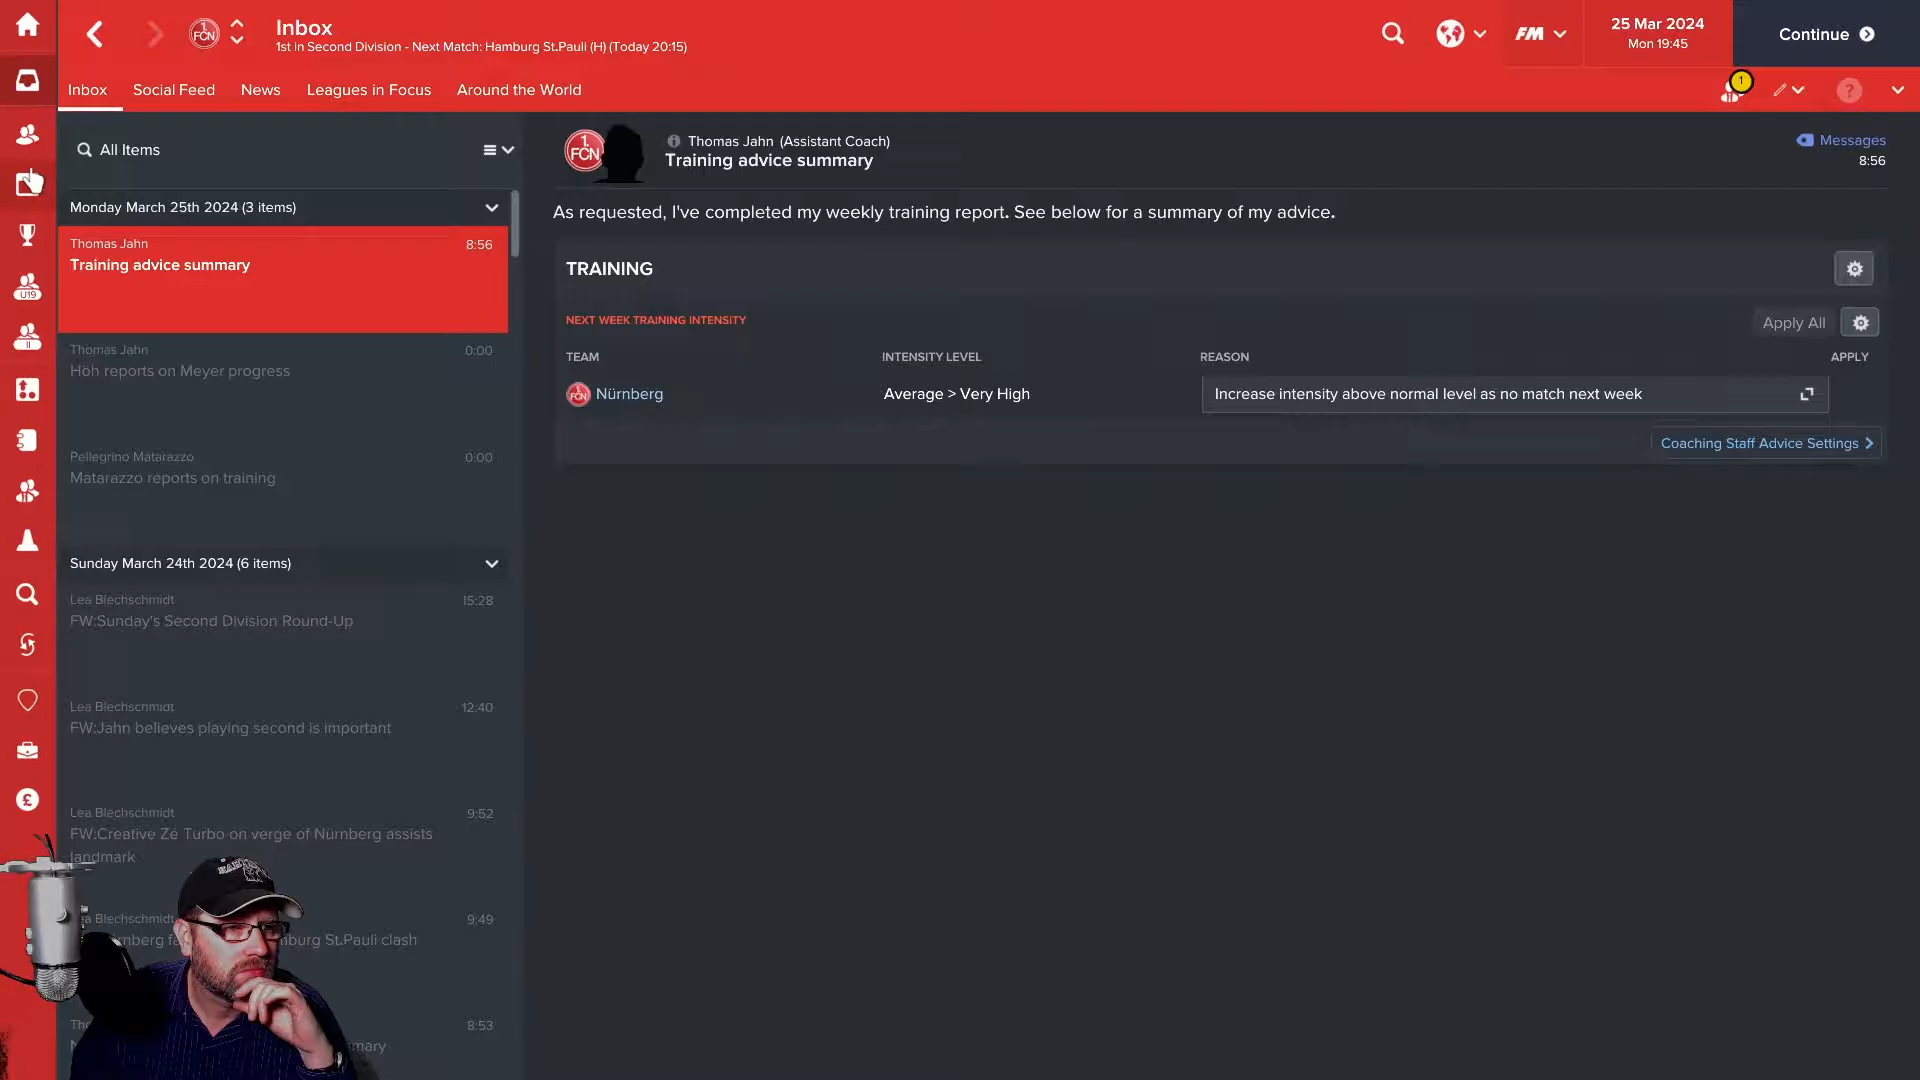 Inbox
1st in Second Division - Next Match: Hamburg St.Pauli (H) (Today 20:15)
FM
25 Mar 2024
Mon 19:45
Continue
Inbox
Social Feed
News
Leagues in Focus
Around the World
1
?
All Items
Monday March 25th 2024 (3 items)
Thomas Jahn
8:56
Training advice summary
Thomas Jahn
0:00
Höh reports on Meyer progress
Pellegrino Matarazzo
0:00
Matarazzo reports on training
Sunday March 24th 2024 (6 items)
Lea Blechschmidt
15:28
FW:Sunday's Second Division Round-Up
Lea Blechschmidt
12:40
FW:Jahn believes playing second is important
Lea Blechschmidt
9:52
FW:Creative Zé Turbo on verge of Nürnberg assists
landmark
Blechschmidt
9:49
St.Pauli clash
8:53
1.
FCN
Thomas Jahn (Assistant Coach)
Training advice summary
Messages
8:56
As requested, I've completed my weekly training report. See below for a summary of my advice.
TRAINING
NEXT WEEK TRAINING INTENSITY
Apply All
TEAM
INTENSITY LEVEL
REASON
APPLY
Nürnberg
Average > Very High
Increase intensity above normal level as no match next week
Coaching Staff Advice Settings
U19
II